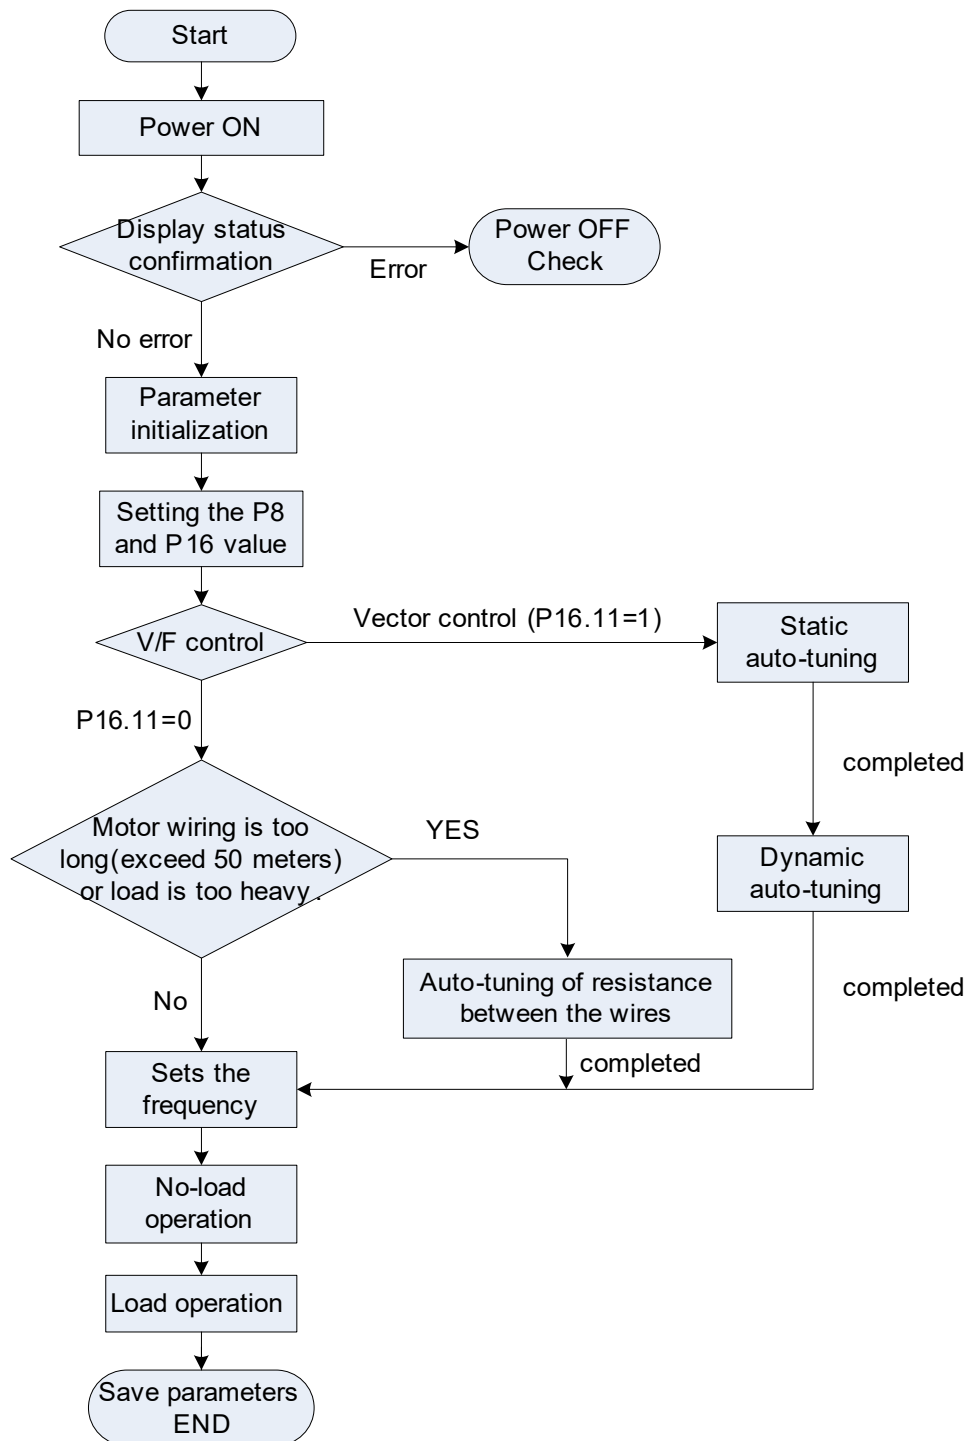 Start
Power ON
Display status
confirmation
Error
Power OFF
Check
No error
Parameter
initialization
Setting the P8
and P16 value
V/F control
Vector control (P16.11=1)
Static
auto-tuning
P16.11=0
completed
Motor wiring is too
long(exceed 50 meters)
or load is too heavy .
YES
Dynamic
auto-tuning
No
Auto-tuning of resistance
between the wires
completed
completed
Sets the
frequency
No-load
operation
Load operation
Save parameters
END